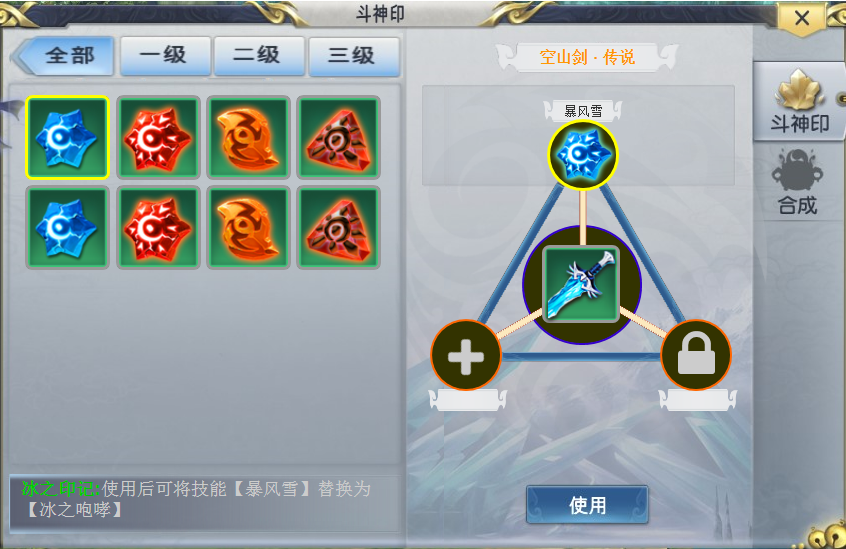 斗神印
全部
一级
二级
三级
空山剑·传说
暴风雪
斗神印
合成
冰之印记:使用后可将技能【暴风雪】替换为
【冰之咆哮】
使用